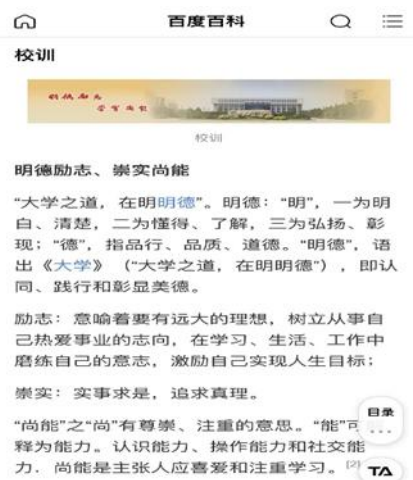 百度百科
校训
明德励志
学实尚能
校训
明德励志、崇实尚能
“大学之道，在明明德”。明德：“明”，一为明
白、清楚，二为懂得、了解，三为弘扬、彰
现；“德”，指品行、品质、道德。“明德”，语
出《大学》（“大学之道，在明明德”），即认
同、践行和彰显美德。
励志：意喻着要有远大的理想，树立从事自
己热爱事业的志向，在学习、生活、工作中
磨练自己的意志，激励自己实现人生目标；
崇实：实事求是，追求真理。
“尚能”之“尚”有尊崇、注重的意思。“能”可
释为能力。认识能力、操作能力和社交能
力．尚能是主张人应喜爱和注重学习。[2]
目录
TA